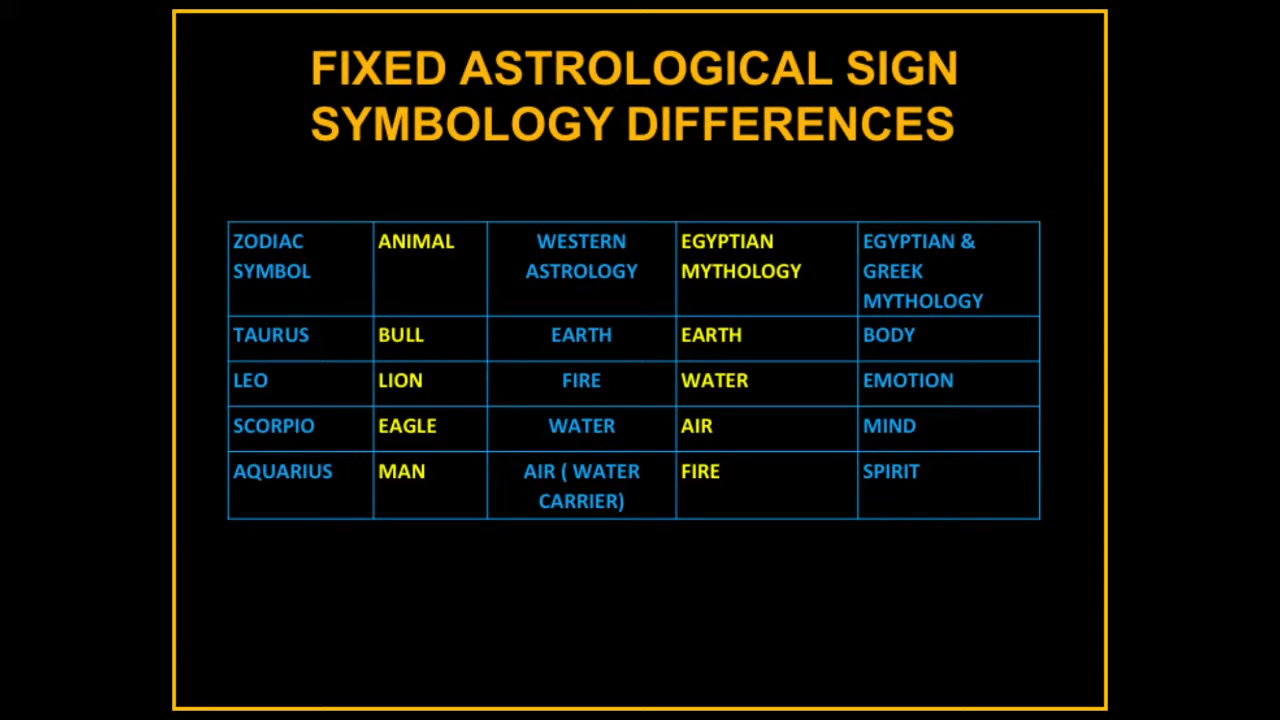 FIXED ASTROLOGICAL SIGN
SYMBOLOGY DIFFERENCES
ZODIAC SYMBOL ANIMAL WESTERN ASTROLOGY EGYPTIAN MYTHOLOGY EGYPTIAN & GREEK MYTHOLOGY
TAURUS BULL EARTH EARTH BODY
LEO LION FIRE WATER EMOTION
SCORPIO EAGLE WATER AIR MIND
AQUARIUS MAN AIR ( WATER CARRIER) FIRE SPIRIT